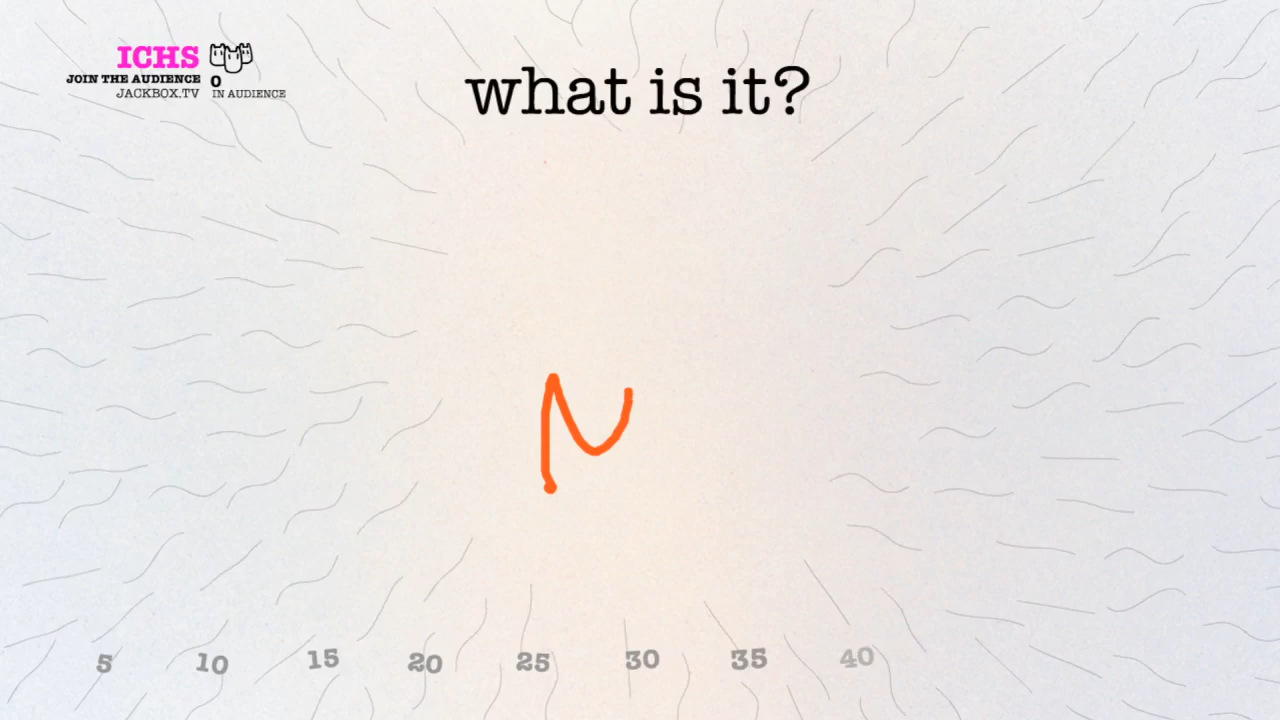 ICHS
JOIN THE AUDIENCE
JACKBOX.TV
0
IN AUDIENCE
what is it?
5 10 15 20 25 30 35 40